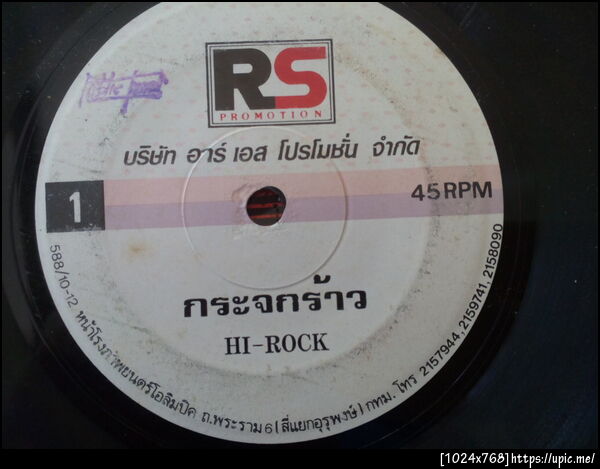 RS
PROMOTION
บริษัท อาร์ เอส โปรโมชั่น จำกัด
1
45 RPM
กระจกร้าว
HI-ROCK
588/10-12 หน้าโรงภาพยนตร์โอลิมปิค ถ.พระราม 6 (สี่แยกอุรุพงษ์) กทม. โทร 2157944, 2159741, 2158090
[1024x768]https://upic.me/